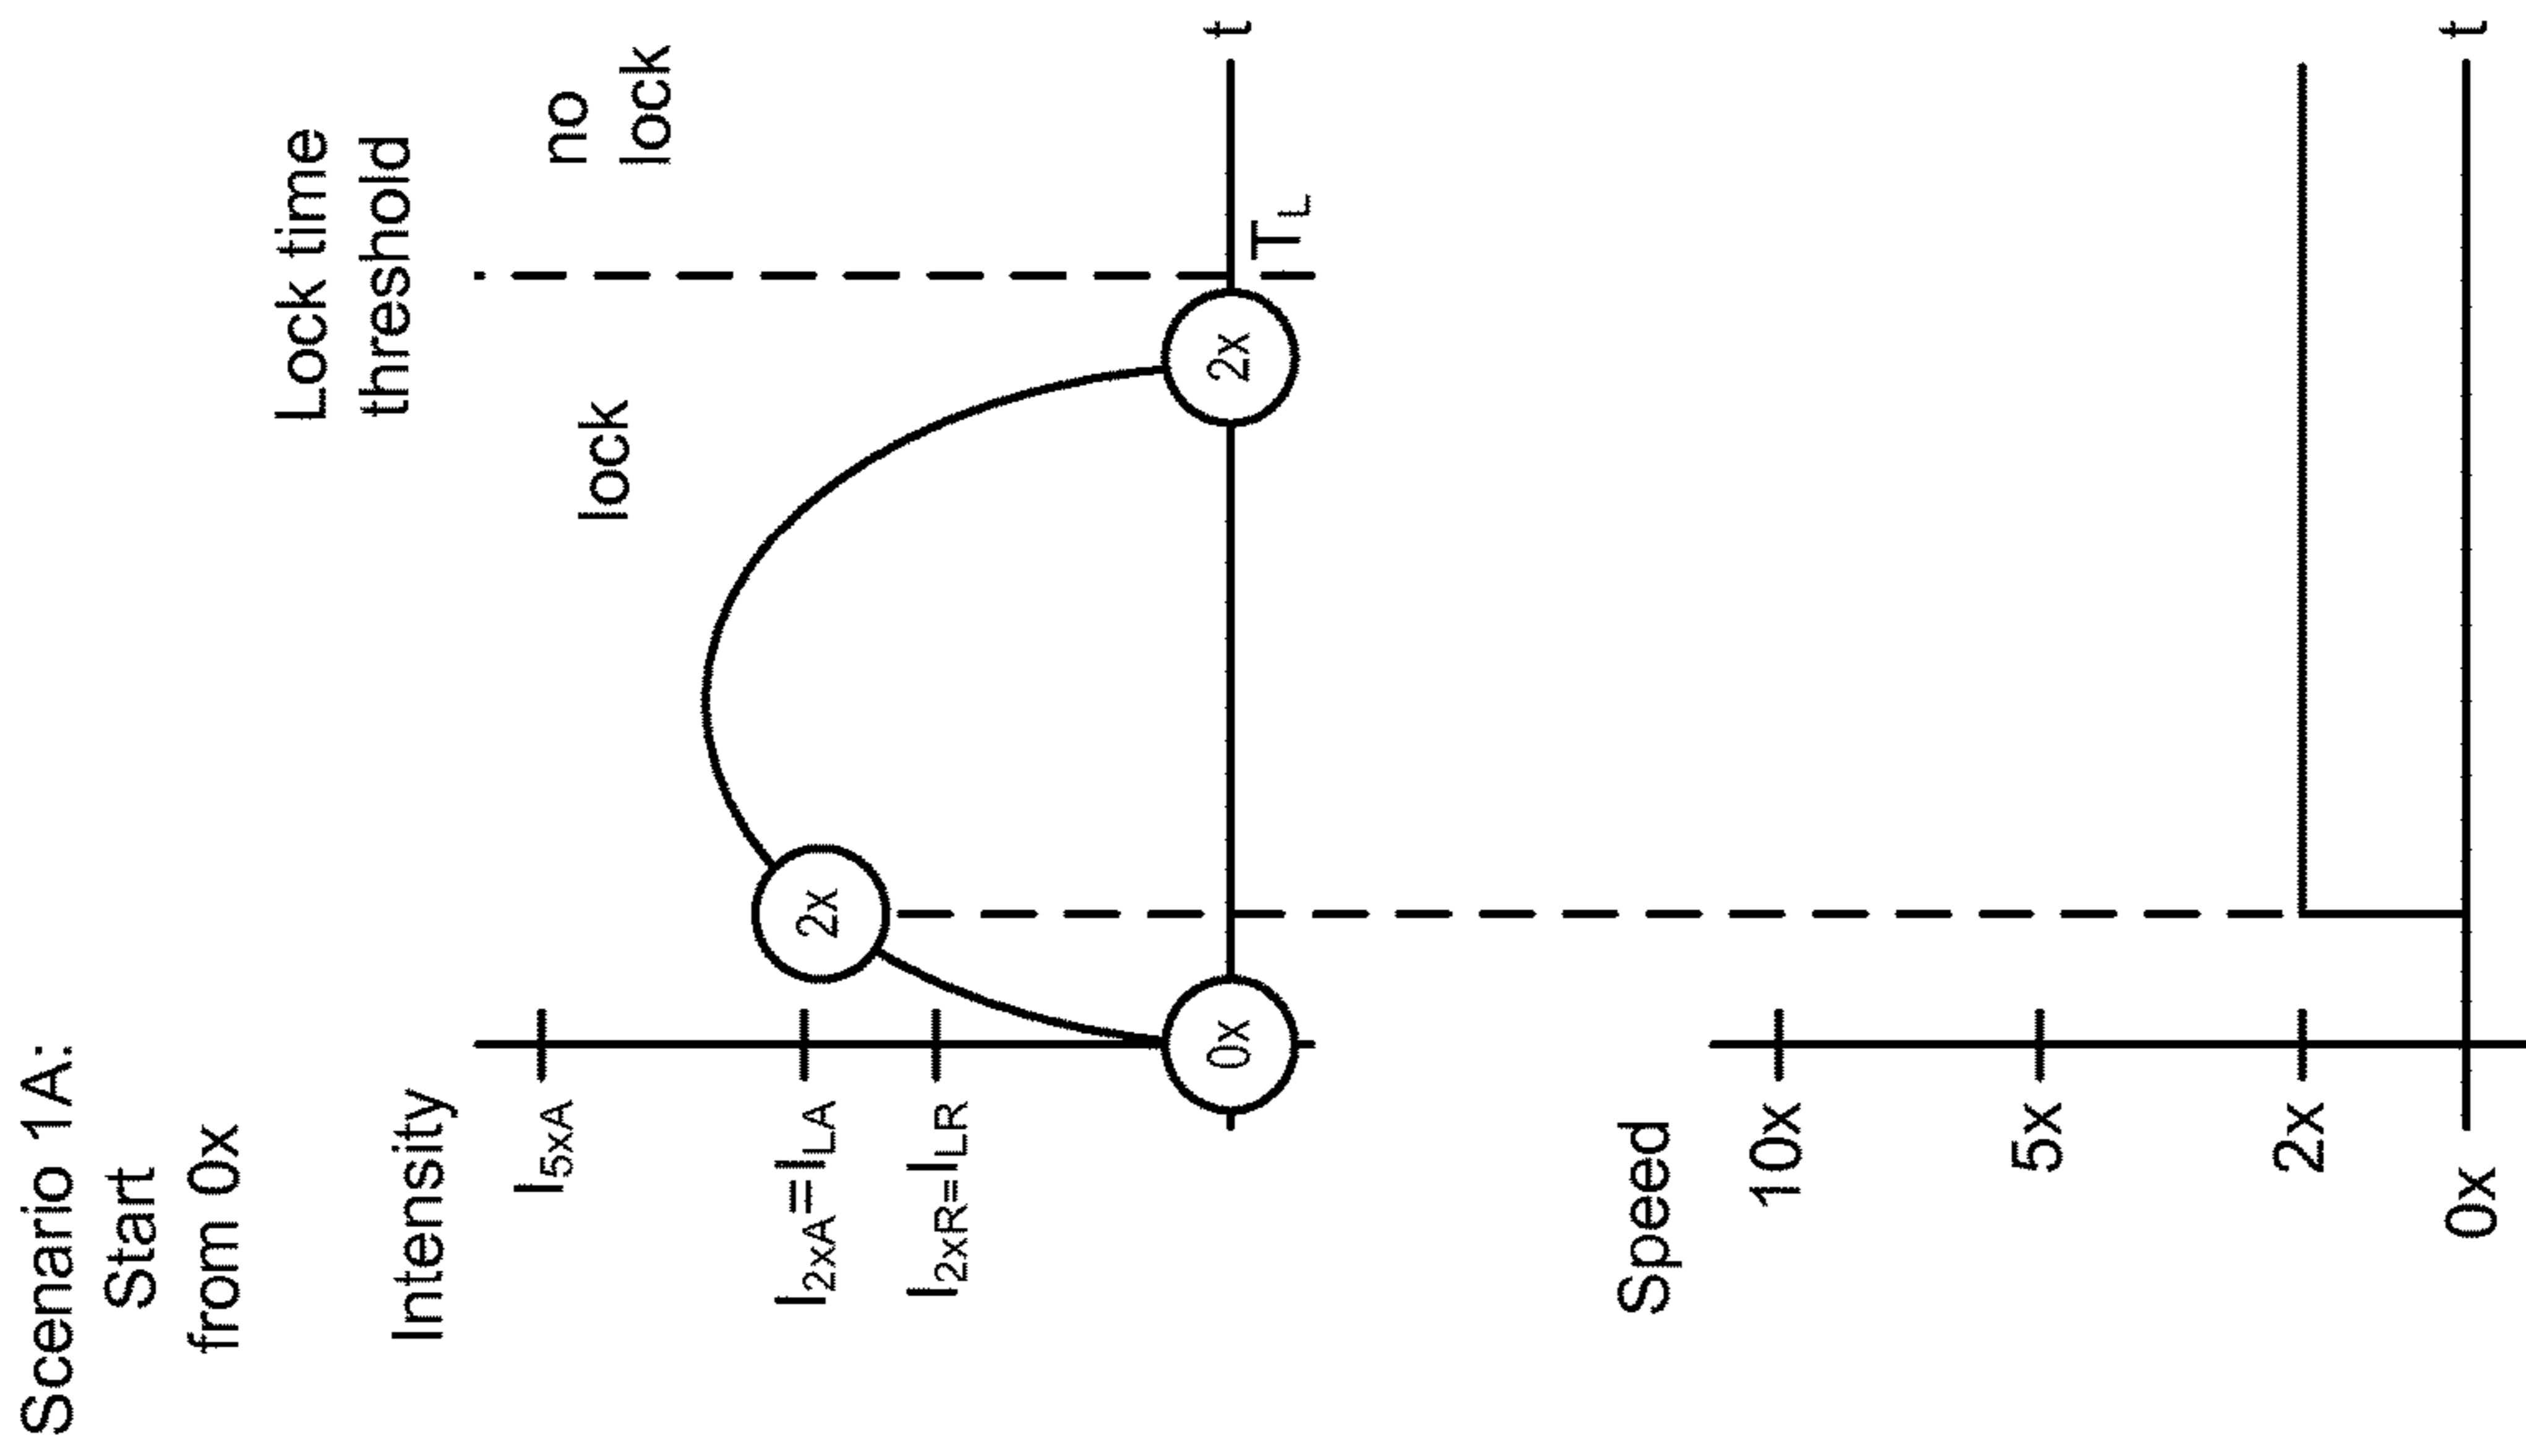 Scenario 1A:
Start
from 0x
Lock time
threshold
Intensity
lock
no
lock
I5xA
I2xA=ILA
I2xR=ILR
2x
0x
2x
TL
t
Speed
10x
5x
2x
0x
t